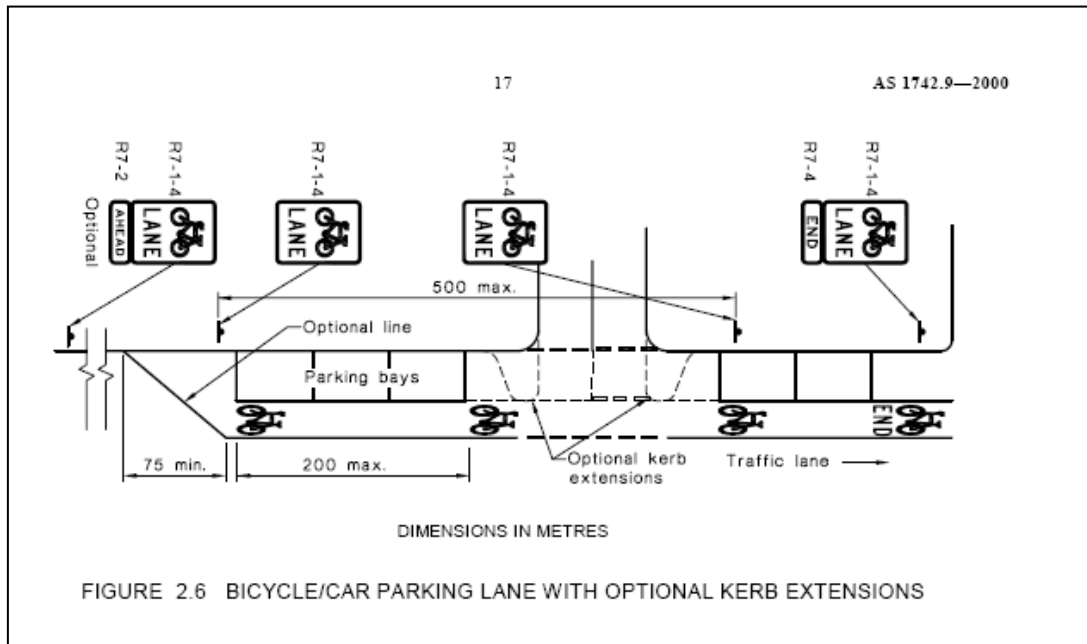 17
AS 1742.9—2000
R7-2
R7-1-4
R7-1-4
R7-1-4
R7-4
R7-1-4
Optional
AHEAD
LANE
LANE
LANE
END
LANE
500 max.
Optional line
Parking bays
END
75 min.
200 max.
Optional kerb
extensions
Traffic lane
DIMENSIONS IN METRES
FIGURE 2.6 BICYCLE/CAR PARKING LANE WITH OPTIONAL KERB EXTENSIONS